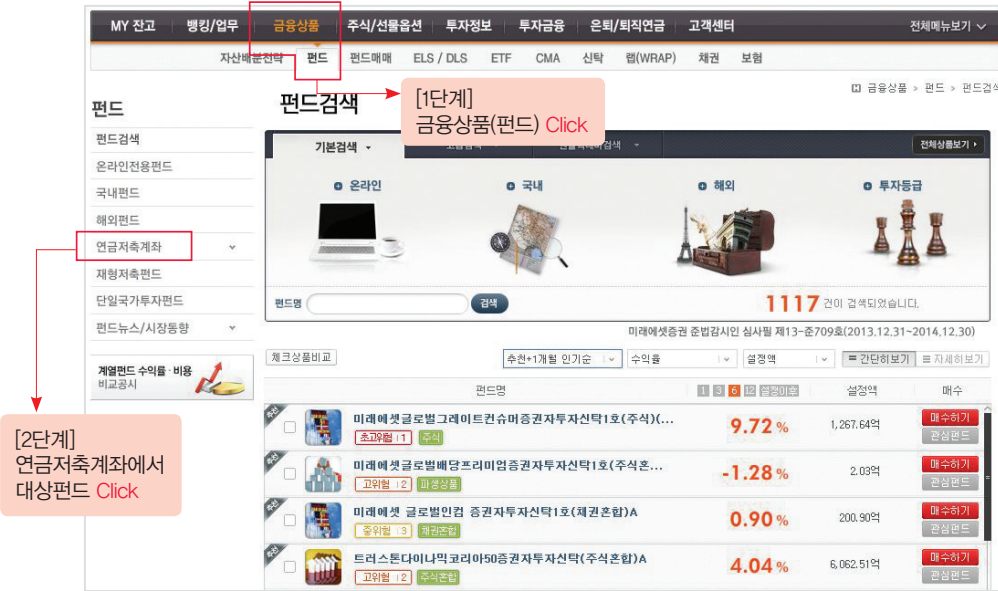 MY 잔고 뱅킹/업무 금융상품 주식/선물옵션 투자정보 투자금융 은퇴/퇴직연금 고객센터 전체메뉴보기
자산배분전략 펀드 펀드매매 ELS / DLS ETF CMA 신탁 랩(WRAP) 채권 보험
금융상품 > 펀드 > 펀드검색
펀드
펀드검색
온라인전용펀드
국내펀드
해외펀드
연금저축계좌
재형저축펀드
단일국가투자펀드
펀드뉴스/시장동향
계열펀드 수익률·비용
비교공시
[2단계]
연금저축계좌에서
대상펀드 Click
펀드검색
[1단계]
금융상품(펀드) Click
기본검색 전체상품보기
온라인 국내 해외 투자등급
펀드명 검색 1117 건이 검색되었습니다.
미래에셋증권 준법감시인 심사필 제13-준709호(2013.12.31~2014.12.30)
체크상품비교 추천+1개월 인기순 수익률 설정액 간단히보기 자세히보기
펀드명 1 3 6 12 설정이후 설정액 매수
추천 미래에셋글로벌그레이트컨슈머증권자투자신탁1호(주식)(... 9.72 % 1,267.64억 매수하기
초고위험 1 주식 관심펀드
추천 미래에셋글로벌배당프리미엄증권자투자신탁1호(주식혼... -1.28 % 2.03억 매수하기
고위험 2 파생상품 관심펀드
추천 미래에셋 글로벌인컴 증권자투자신탁1호(채권혼합)A 0.90 % 200.90억 매수하기
중위험 3 채권혼합 관심펀드
추천 트러스톤다이나믹코리아50증권자투자신탁(주식혼합)A 4.04 % 6,062.51억 매수하기
고위험 2 주식혼합 관심펀드